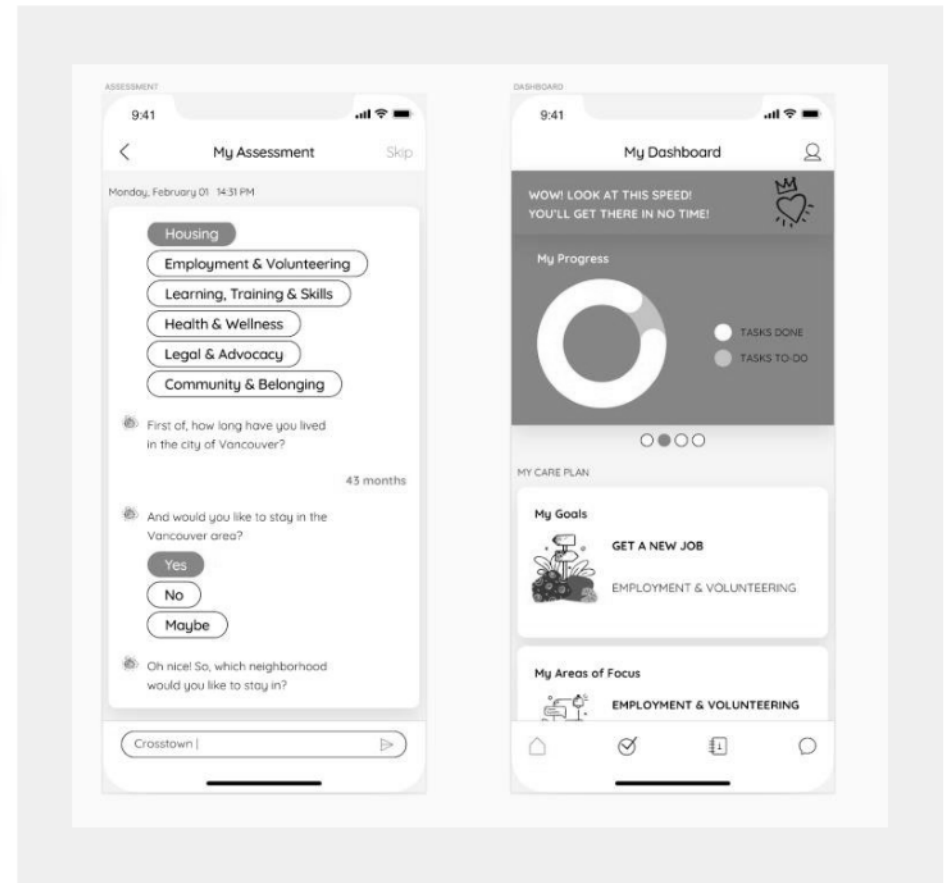 ASSESSMENT
9:41
My Assessment
Skip
Monday, February 01 14:31 PM
Housing
Employment & Volunteering
Learning, Training & Skills
Health & Wellness
Legal & Advocacy
Community & Belonging
First of, how long have you lived
in the city of Vancouver?
43 months
And would you like to stay in the
Vancouver area?
Yes
No
Maybe
Oh nice! So, which neighborhood
would you like to stay in?
Crosstown |
DASHBOARD
9:41
My Dashboard
WOW! LOOK AT THIS SPEED!
YOU'LL GET THERE IN NO TIME!
My Progress
TASKS DONE
TASKS TO-DO
MY CARE PLAN
My Goals
GET A NEW JOB
EMPLOYMENT & VOLUNTEERING
My Areas of Focus
EMPLOYMENT & VOLUNTEERING
1